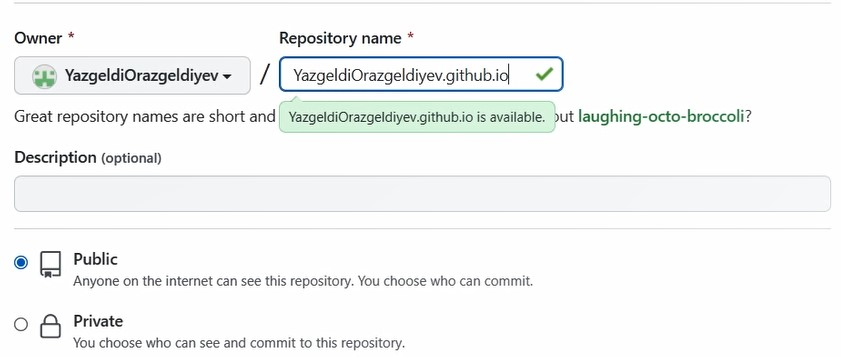 Owner * Repository name *
YazgeldiOrazgeldiyev / YazgeldiOrazgeldiyev.github.io
Great repository names are short and out laughing-octo-broccoli?
YazgeldiOrazgeldiyev.github.io is available.
Description (optional)
Public
Anyone on the internet can see this repository. You choose who can commit.
Private
You choose who can see and commit to this repository.